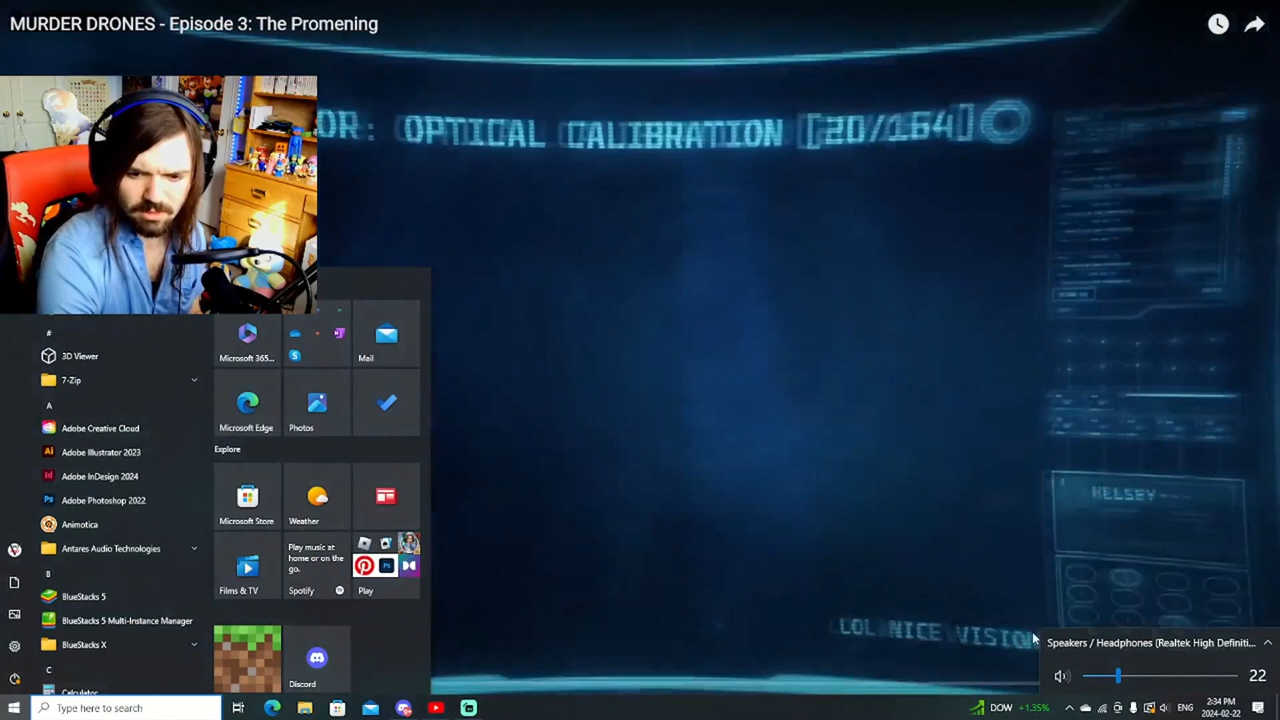 MURDER DRONES - Episode 3: The Promening
OR: OPTICAL CALIBRATION [[20/164]
#
3D Viewer
7-Zip
A
Adobe Creative Cloud
Adobe Illustrator 2023
Adobe InDesign 2024
Adobe Photoshop 2022
Animotica
Antares Audio Technologies
B
BlueStacks 5
BlueStacks 5 Multi-Instance Manager
BlueStacks X
C
Calculator
Microsoft 365...
Mail
Microsoft Edge
Photos
Explore
Microsoft Store
Weather
Films & TV
Play music at
home or on the
go.
Spotify
Play
Discord
KELSEY
LOL NICE VISION
Speakers / Headphones (Realtek High Definiti...
22
Type here to search
DOW +1.35%
ENG
2:34 PM
2024-02-22